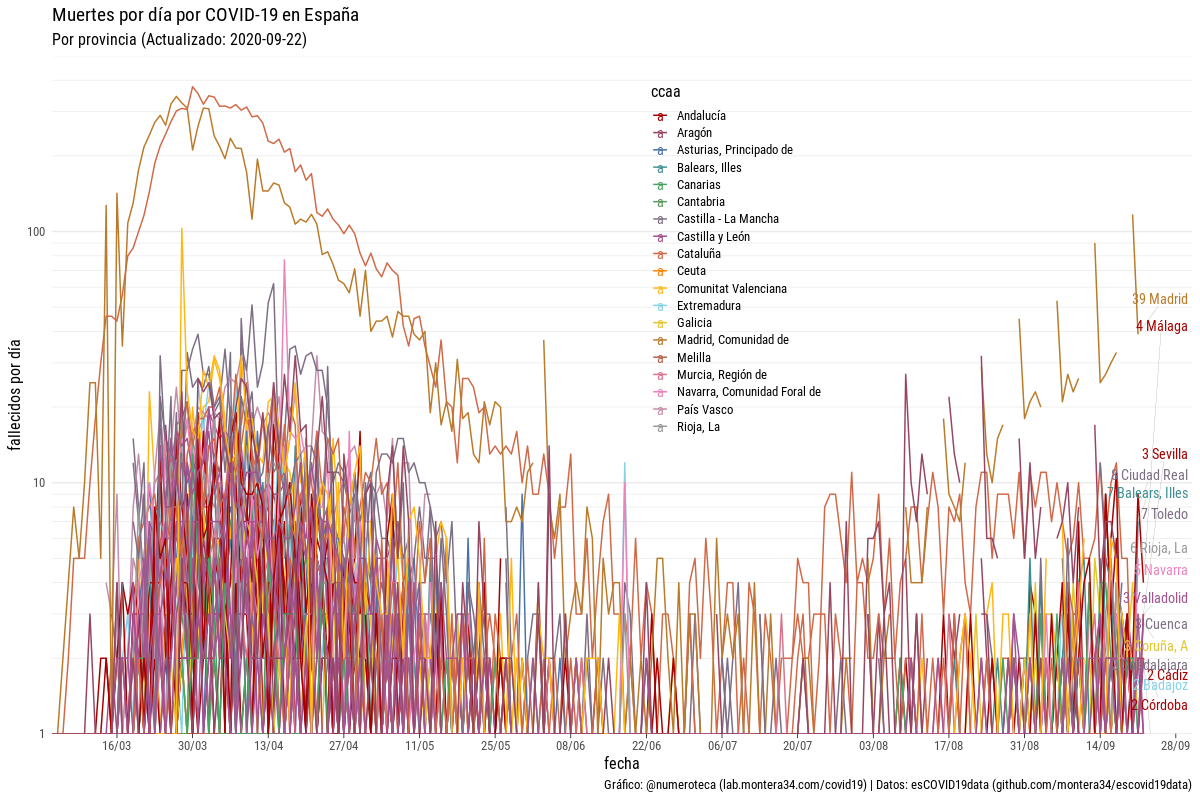 Muertes por día por COVID-19 en España
Por provincia (Actualizado: 2020-09-22)
ccaa
Andalucía
Aragón
Asturias, Principado de
Balears, Illes
Canarias
Cantabria
Castilla - La Mancha
Castilla y León
Cataluña
Ceuta
Comunitat Valenciana
Extremadura
Galicia
Madrid, Comunidad de
Melilla
Murcia, Región de
Navarra, Comunidad Foral de
País Vasco
Rioja, La
fallecidos por día
100
10
1
39 Madrid
4 Málaga
3 Sevilla
Ciudad Real
7 Balears, Illes
7 Toledo
6 Rioja, La
Navarra
3 Valladolid
3 Cuenca
Coruña, A
2 Cádiz
Badajoz
2 Córdoba
16/03
30/03
13/04
27/04
11/05
25/05
08/06
22/06
06/07
20/07
03/08
17/08
31/08
14/09
28/09
fecha
Gráfico: @numeroteca (lab.montera34.com/covid19) | Datos: esCOVID19data (github.com/montera34/escovid19data)